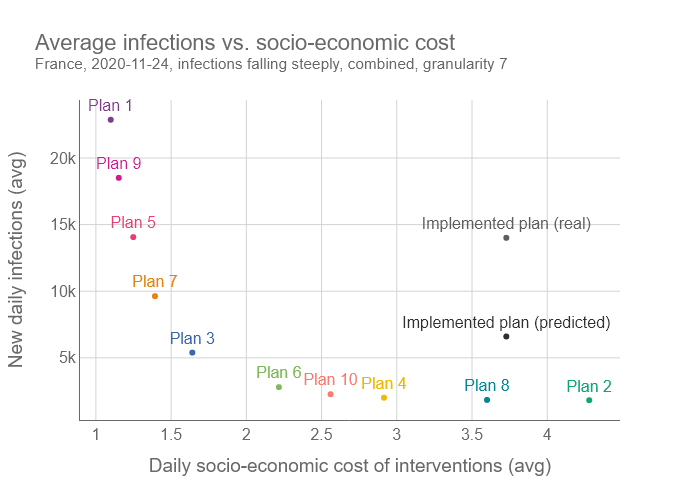 Average infections vs. socio-economic cost
France, 2020-11-24, infections falling steeply, combined, granularity 7
New daily infections (avg)
Plan 1
Plan 9
20k
Plan 5
Implemented plan (real)
15k
Plan 7
10k
Implemented plan (predicted)
Plan 3
5k
Plan 6
Plan 10
Plan 4
Plan 8
Plan 2
1 1.5 2 2.5 3 3.5 4
Daily socio-economic cost of interventions (avg)